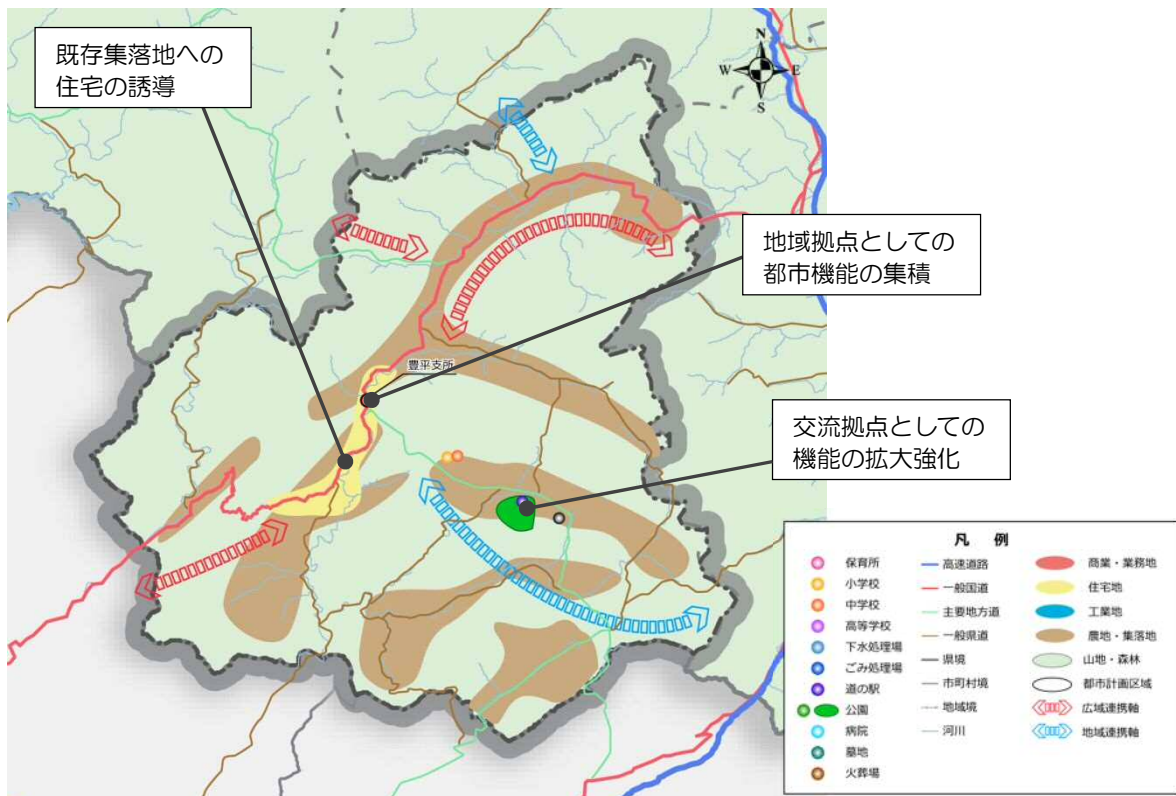 既存集落地への
住宅の誘導
N
W
E
S
地域拠点としての
都市機能の集積
豊平支所
交流拠点としての
機能の拡大強化
凡 例
保育所
小学校
中学校
高等学校
下水処理場
ごみ処理場
道の駅
公園
病院
墓地
火葬場
高速道路
一般国道
主要地方道
一般県道
県境
市町村境
地域境
河川
商業・業務地
住宅地
工業地
農地・集落地
山地・森林
都市計画区域
広域連携軸
地域連携軸